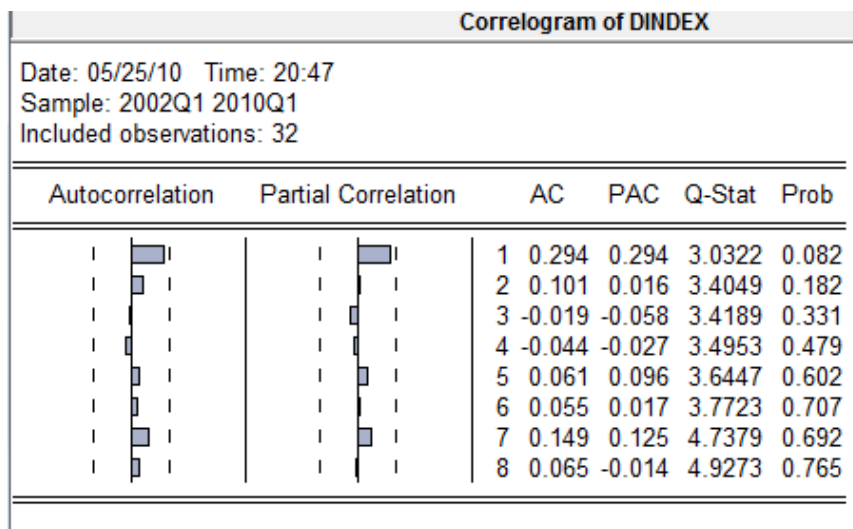 Correlogram of DINDEX
Date: 05/25/10 Time: 20:47
Sample: 2002Q1 2010Q1
Included observations: 32
Autocorrelation Partial Correlation AC PAC Q-Stat Prob
1 0.294 0.294 3.0322 0.082
2 0.101 0.016 3.4049 0.182
3 -0.019 -0.058 3.4189 0.331
4 -0.044 -0.027 3.4953 0.479
5 0.061 0.096 3.6447 0.602
6 0.055 0.017 3.7723 0.707
7 0.149 0.125 4.7379 0.692
8 0.065 -0.014 4.9273 0.765